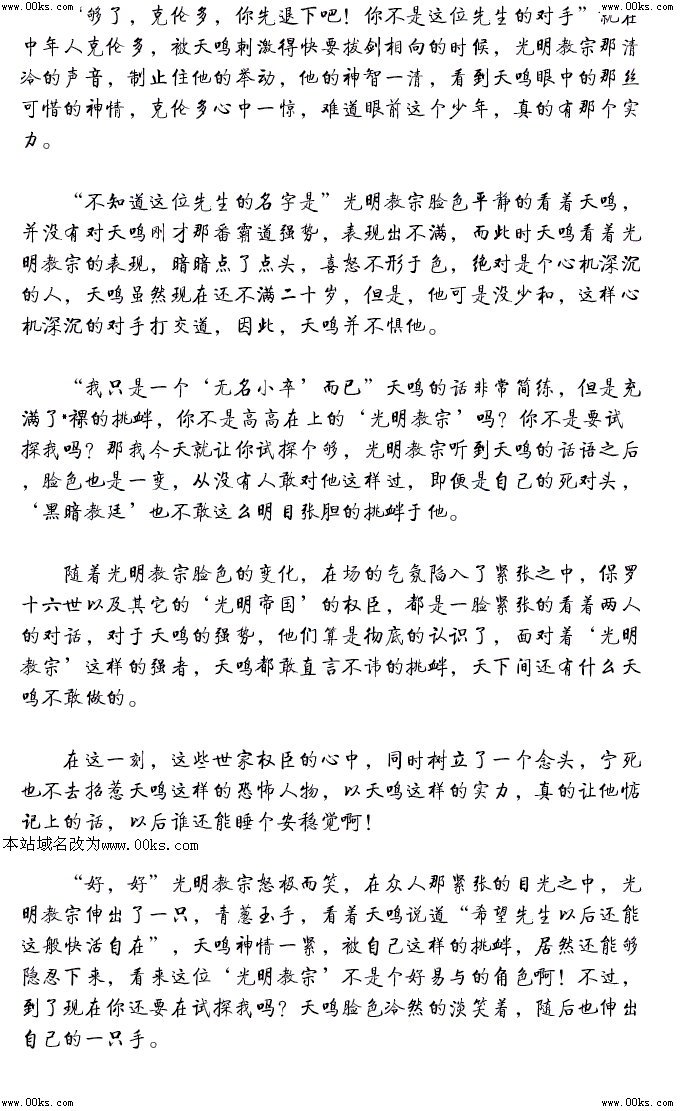 www.00ks.com www.00ks.com
“够了，克伦多，你先退下吧！你不是这位先生的对手”就在
中年人克伦多，被天鸣刺激得快要拔剑相向的时候，光明教宗那清
冷的声音，制止住他的举动，他的神智一清，看到天鸣眼中的那丝
可惜的神情，克伦多心中一惊，难道眼前这个少年，真的有那个实
力。
“不知道这位先生的名字是”光明教宗脸色平静的看着天鸣，
并没有对天鸣刚才那番霸道强势，表现出不满，而此时天鸣看着光
明教宗的表现，暗暗点了点头，喜怒不形于色，绝对是个心机深沉
的人，天鸣虽然现在还不满二十岁，但是，他可是没少和，这样心
机深沉的对手打交道，因此，天鸣并不惧他。
“我只是一个‘无名小卒’而已”天鸣的话非常简练，但是充
满了*裸的挑衅，你不是高高在上的‘光明教宗’吗？你不是要试
探我吗？那我今天就让你试探个够，光明教宗听到天鸣的话语之后
，脸色也是一变，从没有人敢对他这样过，即便是自己的死对头，
‘黑暗教廷’也不敢这么明目张胆的挑衅于他。
随着光明教宗脸色的变化，在场的气氛陷入了紧张之中，保罗
十六世以及其它的‘光明帝国’的权臣，都是一脸紧张的看着两人
的对话，对于天鸣的强势，他们算是彻底的认识了，面对着‘光明
教宗’这样的强者，天鸣都敢直言不讳的挑衅，天下间还有什么天
鸣不敢做的。
在这一刻，这些世家权臣的心中，同时树立了一个念头，宁死
也不去招惹天鸣这样的恐怖人物，以天鸣这样的实力，真的让他惦
记上的话，以后谁还能睡个安稳觉啊！
本站域名改为www.00ks.com
“好，好”光明教宗怒极而笑，在众人那紧张的目光之中，光
明教宗伸出了一只，青葱玉手，看着天鸣说道“希望先生以后还能
这般快活自在”，天鸣神情一紧，被自己这样的挑衅，居然还能够
隐忍下来，看来这位‘光明教宗’不是个好易与的角色啊！不过，
到了现在你还要在试探我吗？天鸣脸色冷然的淡笑着，随后也伸出
自己的一只手。
www.00ks.com www.00ks.com